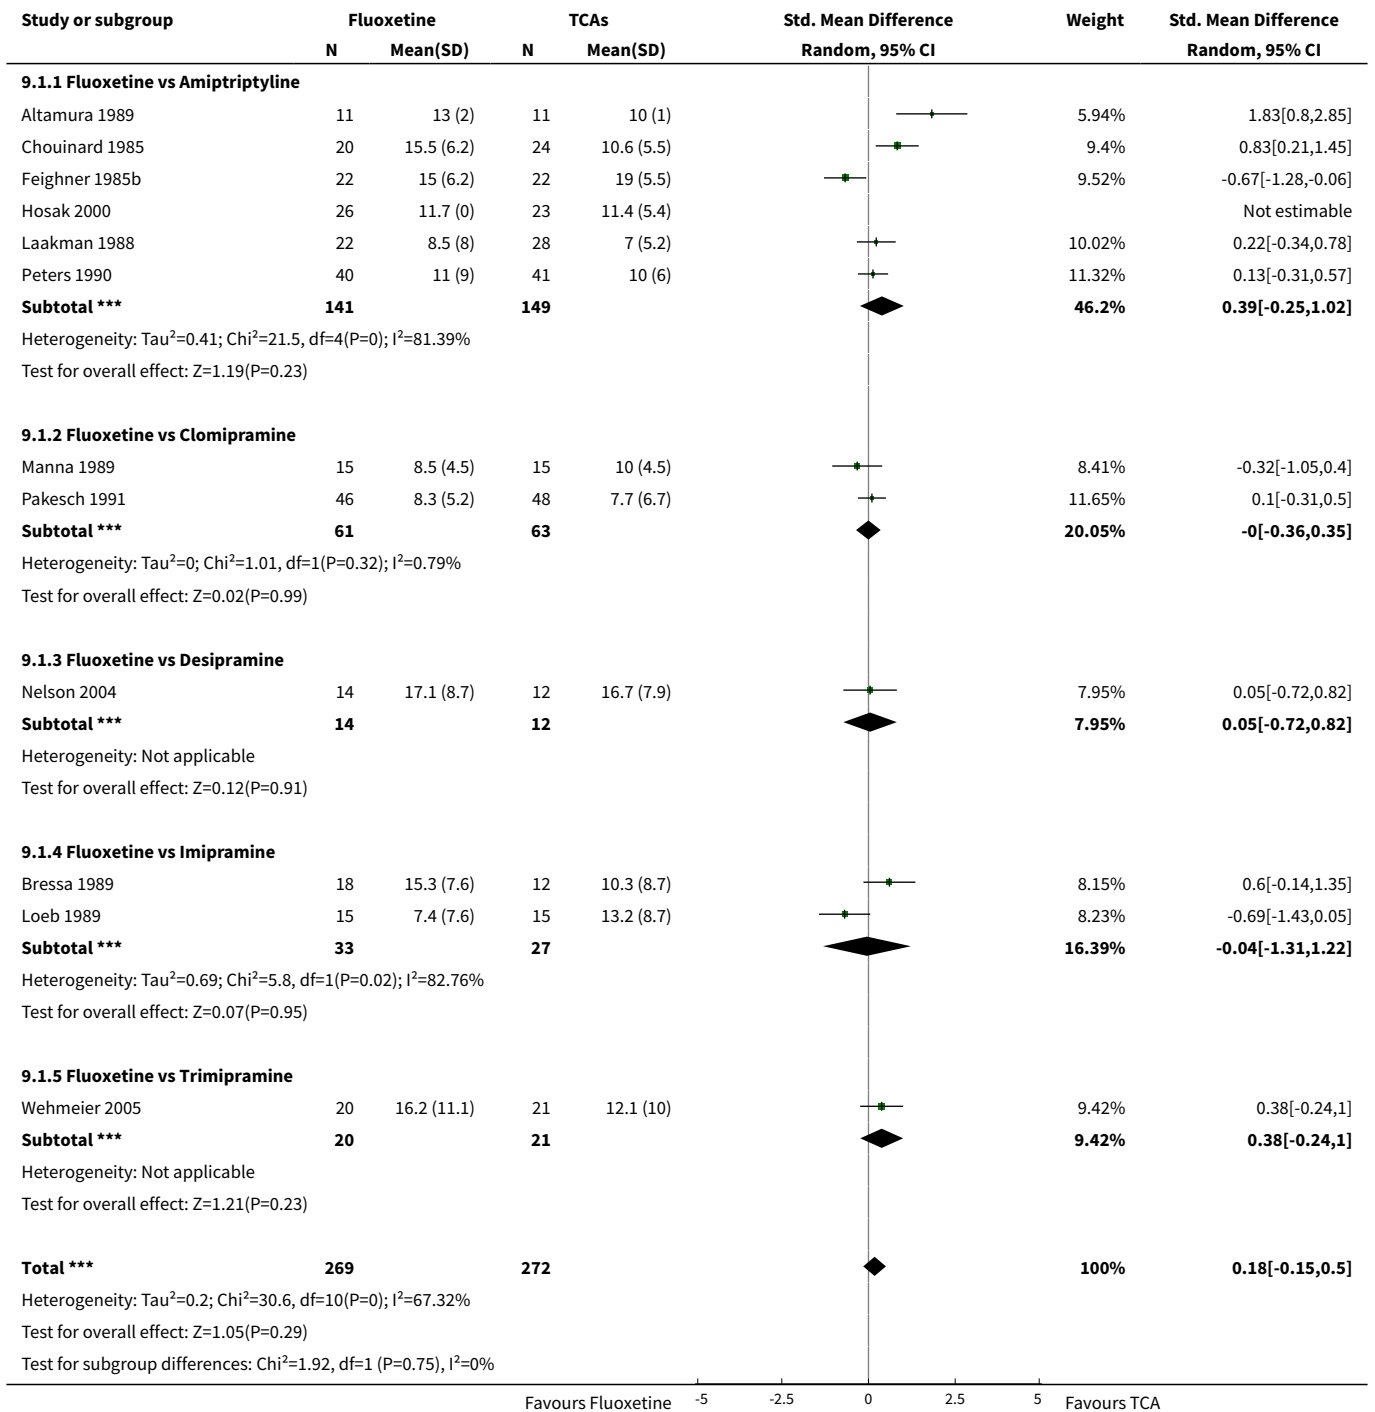 Study or subgroup Fluoxetine TCAs Std. Mean Difference Weight Std. Mean Difference
N Mean(SD) N Mean(SD) Random, 95% CI Random, 95% CI
9.1.1 Fluoxetine vs Amiptriptyline
Altamura 1989 11 13 (2) 11 10 (1) 5.94% 1.83[0.8,2.85]
Chouinard 1985 20 15.5 (6.2) 24 10.6 (5.5) 9.4% 0.83[0.21,1.45]
Feighner 1985b 22 15 (6.2) 22 19 (5.5) 9.52% -0.67[-1.28,-0.06]
Hosak 2000 26 11.7 (0) 23 11.4 (5.4) Not estimable
Laakman 1988 22 8.5 (8) 28 7 (5.2) 10.02% 0.22[-0.34,0.78]
Peters 1990 40 11 (9) 41 10 (6) 11.32% 0.13[-0.31,0.57]
Subtotal *** 141 149 46.2% 0.39[-0.25,1.02]
Heterogeneity: Tau²=0.41; Chi²=21.5, df=4(P=0); I²=81.39%
Test for overall effect: Z=1.19(P=0.23)
9.1.2 Fluoxetine vs Clomipramine
Manna 1989 15 8.5 (4.5) 15 10 (4.5) 8.41% -0.32[-1.05,0.4]
Pakesch 1991 46 8.3 (5.2) 48 7.7 (6.7) 11.65% 0.1[-0.31,0.5]
Subtotal *** 61 63 20.05% -0[-0.36,0.35]
Heterogeneity: Tau²=0; Chi²=1.01, df=1(P=0.32); I²=0.79%
Test for overall effect: Z=0.02(P=0.99)
9.1.3 Fluoxetine vs Desipramine
Nelson 2004 14 17.1 (8.7) 12 16.7 (7.9) 7.95% 0.05[-0.72,0.82]
Subtotal *** 14 12 7.95% 0.05[-0.72,0.82]
Heterogeneity: Not applicable
Test for overall effect: Z=0.12(P=0.91)
9.1.4 Fluoxetine vs Imipramine
Bressa 1989 18 15.3 (7.6) 12 10.3 (8.7) 8.15% 0.6[-0.14,1.35]
Loeb 1989 15 7.4 (7.6) 15 13.2 (8.7) 8.23% -0.69[-1.43,0.05]
Subtotal *** 33 27 16.39% -0.04[-1.31,1.22]
Heterogeneity: Tau²=0.69; Chi²=5.8, df=1(P=0.02); I²=82.76%
Test for overall effect: Z=0.07(P=0.95)
9.1.5 Fluoxetine vs Trimipramine
Wehmeier 2005 20 16.2 (11.1) 21 12.1 (10) 9.42% 0.38[-0.24,1]
Subtotal *** 20 21 9.42% 0.38[-0.24,1]
Heterogeneity: Not applicable
Test for overall effect: Z=1.21(P=0.23)
Total *** 269 272 100% 0.18[-0.15,0.5]
Heterogeneity: Tau²=0.2; Chi²=30.6, df=10(P=0); I²=67.32%
Test for overall effect: Z=1.05(P=0.29)
Test for subgroup differences: Chi²=1.92, df=1 (P=0.75), I²=0%
Favours Fluoxetine -5 -2.5 0 2.5 5 Favours TCA